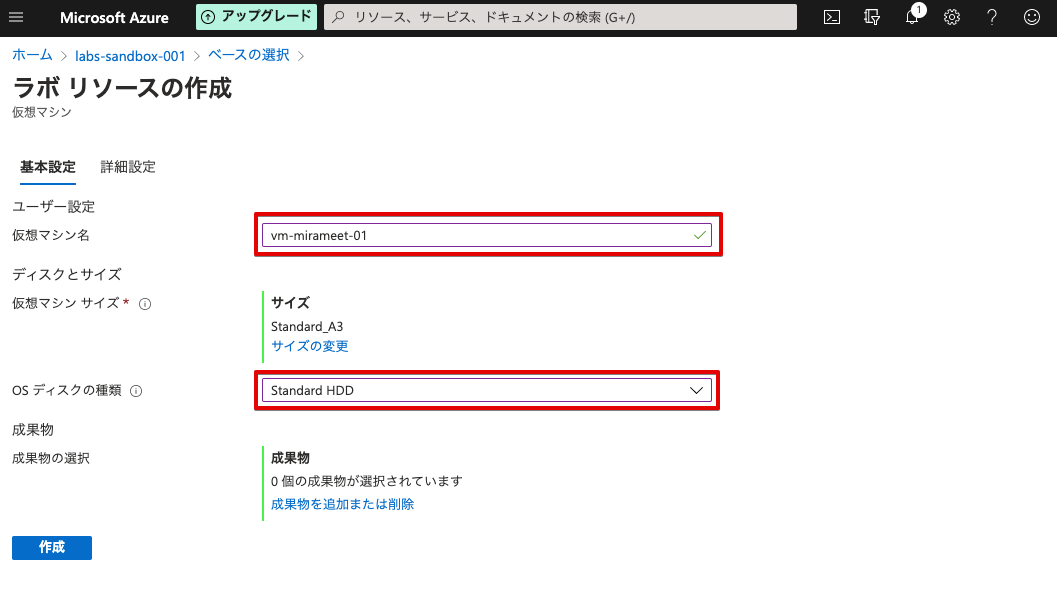 Microsoft Azure アップグレード リソース、サービス、ドキュメントの検索 (G+/) 1
ホーム > labs-sandbox-001 > ベースの選択 >
ラボ リソースの作成
仮想マシン
基本設定 詳細設定
ユーザー設定
仮想マシン名 vm-mirameet-01
ディスクとサイズ
仮想マシン サイズ *
サイズ
Standard_A3
サイズの変更
OS ディスクの種類 Standard HDD
成果物
成果物の選択
成果物
0 個の成果物が選択されています
成果物を追加または削除
作成